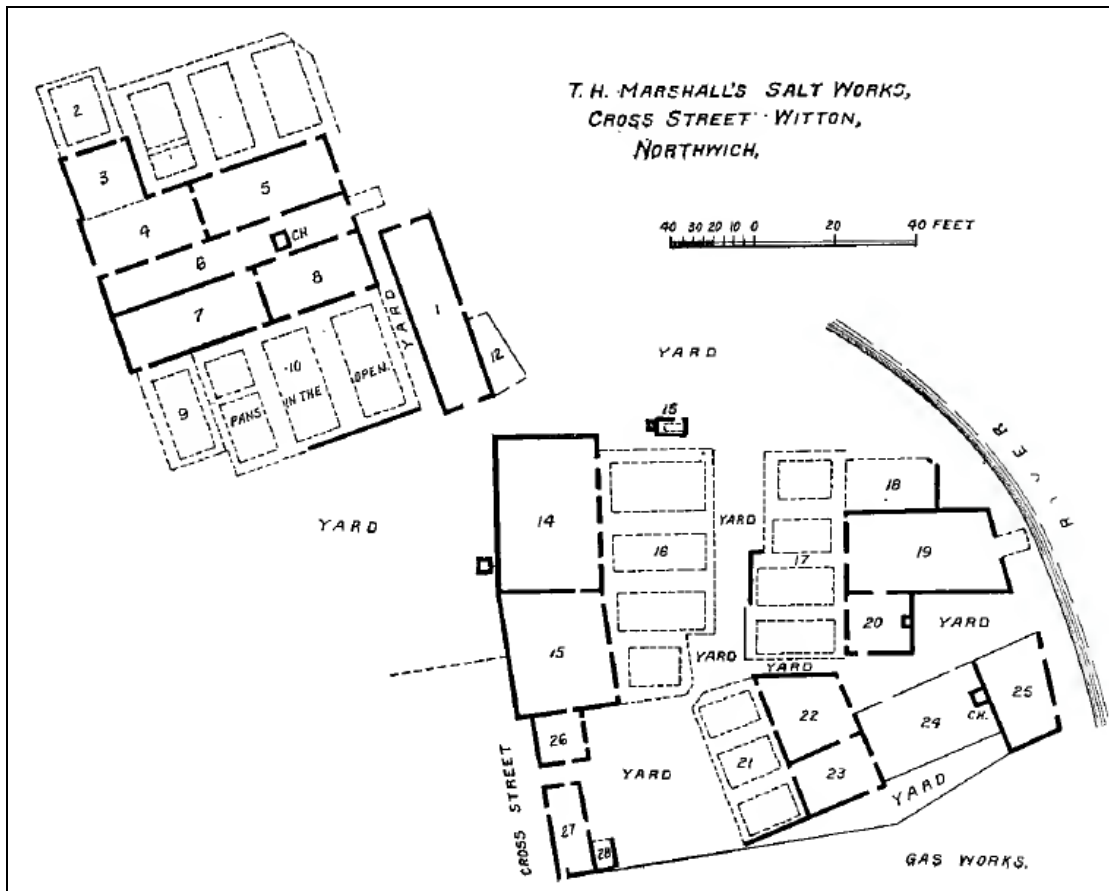 T. H. MARSHALL'S SALT WORKS,
CROSS STREET WITTON,
NORTHWICH,
40 30 20 10 0 20 40 FEET
2
3
5
4
CH
6
8
7
1
YARD
12
10
OPEN.
9
IN THE
PANS
YARD
RIVER
15
YARD
14
YARD
18
16
17
19
20
YARD
15
YARD
YARD
22
25
CH.
24
26
21
23
YARD
YARD
CROSS STREET
27
28
GAS WORKS.